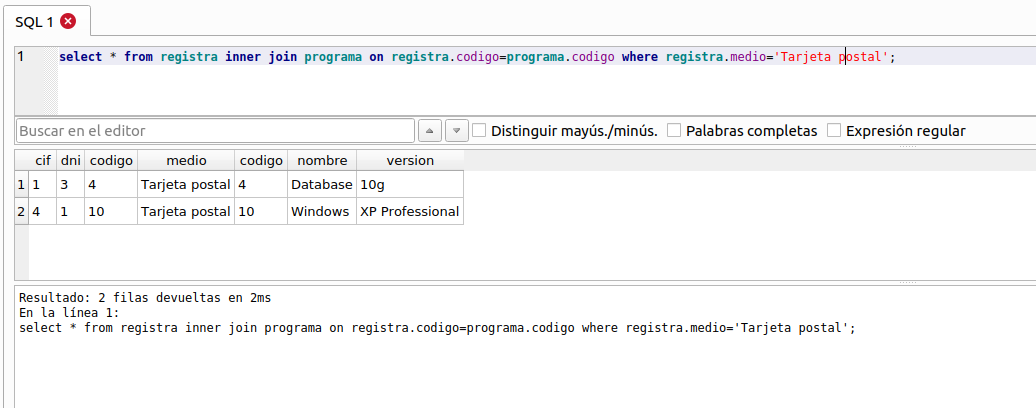 SQL 1
1 select * from registra inner join programa on registra.codigo=programa.codigo where registra.medio='Tarjeta postal';
Buscar en el editor Distinguir mayús./minús. Palabras completas Expresión regular
cif dni codigo medio codigo nombre version
1 1 3 4 Tarjeta postal 4 Database 10g
2 4 1 10 Tarjeta postal 10 Windows XP Professional
Resultado: 2 filas devueltas en 2ms
En la línea 1:
select * from registra inner join programa on registra.codigo=programa.codigo where registra.medio='Tarjeta postal';